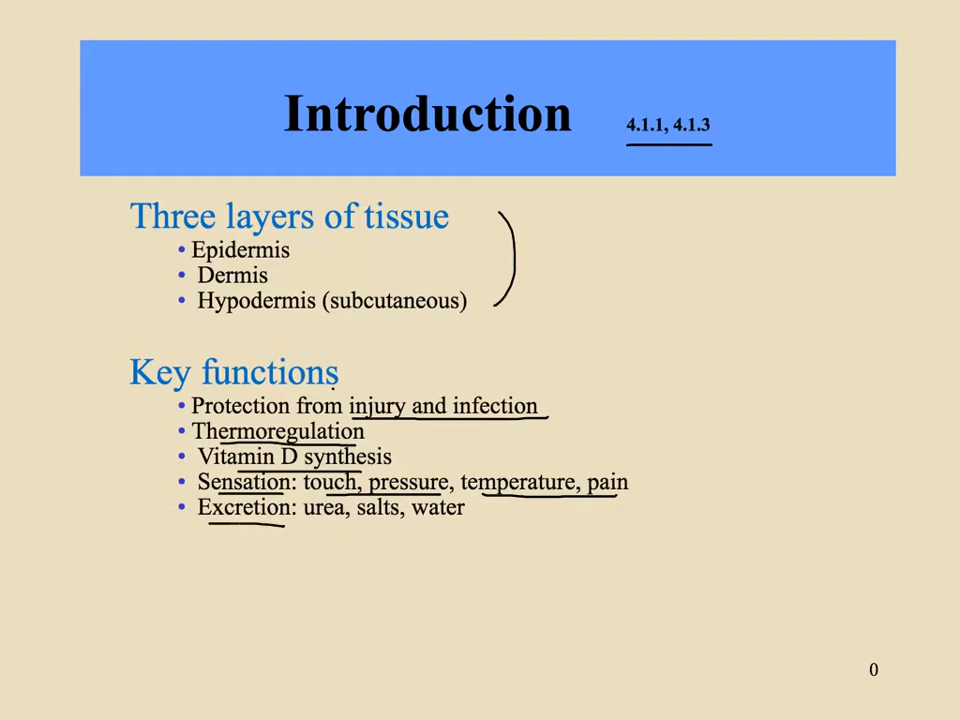 Introduction 4.1.1, 4.1.3
Three layers of tissue
• Epidermis
• Dermis
• Hypodermis (subcutaneous)
Key functions
• Protection from injury and infection
• Thermoregulation
• Vitamin D synthesis
• Sensation: touch, pressure, temperature, pain
• Excretion: urea, salts, water
0